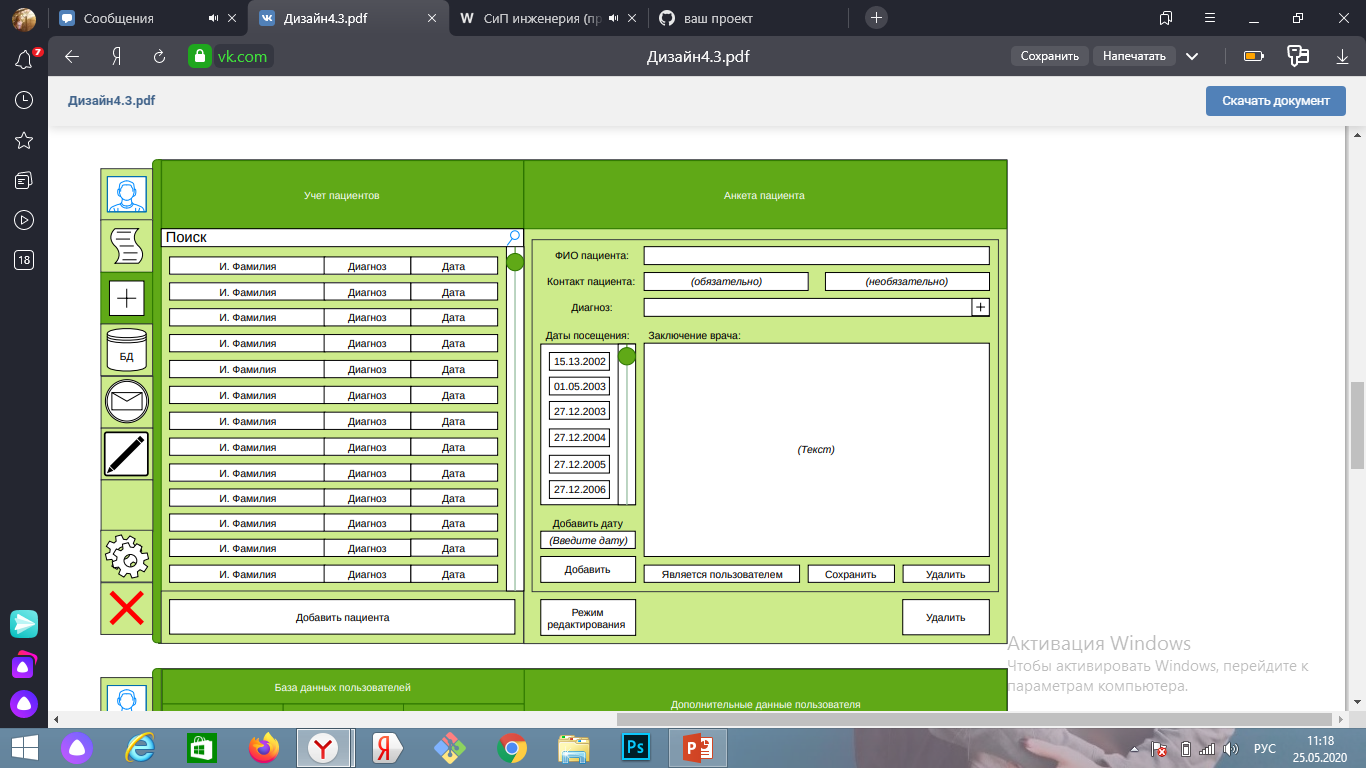 Сообщения
Дизайн4.3.pdf
W СиП инженерия (пр
ваш проект
7
Я
vk.com
Дизайн4.3.pdf
Сохранить
Напечатать
Дизайн4.3.pdf
Скачать документ
18
Учет пациентов
Анкета пациента
Поиск
ФИО пациента:
Контакт пациента:
(обязательно)
(необязательно)
Диагноз:
+
Даты посещения:
Заключение врача:
И. Фамилия Диагноз Дата
И. Фамилия Диагноз Дата
И. Фамилия Диагноз Дата
И. Фамилия Диагноз Дата
И. Фамилия Диагноз Дата
И. Фамилия Диагноз Дата
И. Фамилия Диагноз Дата
И. Фамилия Диагноз Дата
И. Фамилия Диагноз Дата
И. Фамилия Диагноз Дата
И. Фамилия Диагноз Дата
И. Фамилия Диагноз Дата
И. Фамилия Диагноз Дата
БД
15.13.2002
01.05.2003
27.12.2003
27.12.2004
27.12.2005
27.12.2006
(Текст)
Добавить дату
(Введите дату)
Добавить
Является пользователем
Сохранить
Удалить
Добавить пациента
Режим
редактирования
Удалить
Активация Windows
Чтобы активировать Windows, перейдите к
параметрам компьютера.
База данных пользователей
Дополнительные данные пользователя
Y
Я
Ps
P
РУС
11:18
25.05.2020